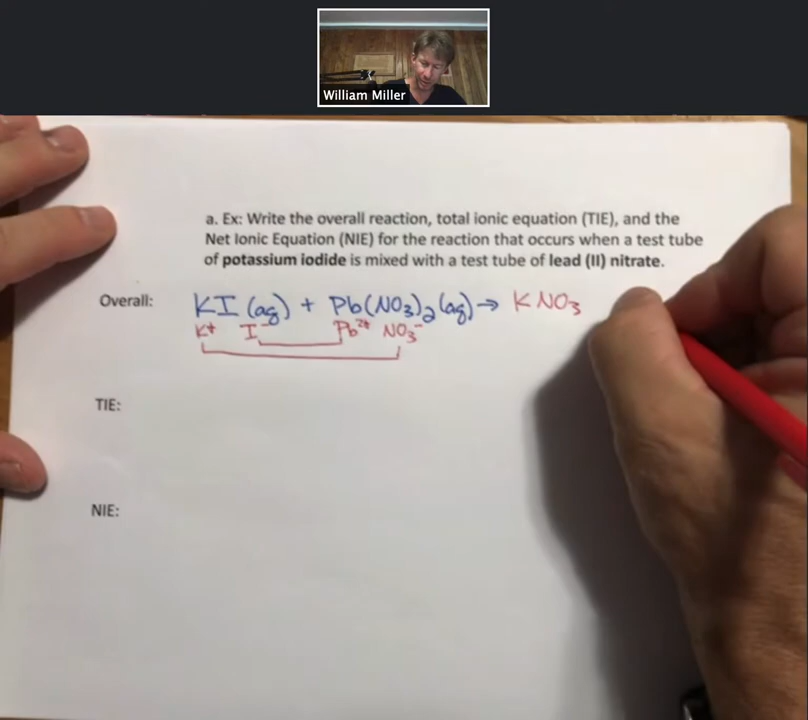 William Miller
a. Ex: Write the overall reaction, total ionic equation (TIE), and the
Net Ionic Equation (NIE) for the reaction that occurs when a test tube
of potassium iodide is mixed with a test tube of lead (II) nitrate.
Overall: KI (aq) + Pb(NO₃)₂(aq) → KNO₃
K⁺ I⁻ Pb²⁺ NO₃⁻
TIE:
NIE: